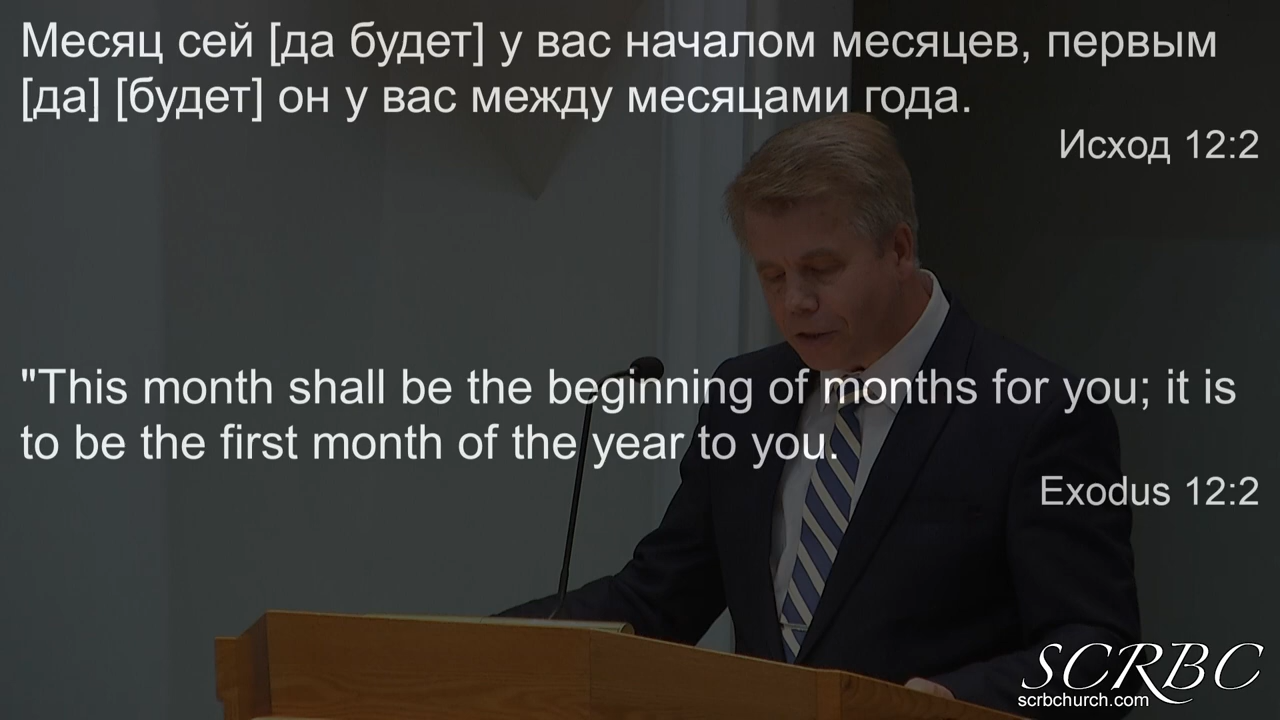 Месяц сей [да будет] у вас началом месяцев, первым
[да] [будет] он у вас между месяцами года.
Исход 12:2
"This month shall be the beginning of months for you; it is
to be the first month of the year to you.
Exodus 12:2
SCRBC
scrbchurch.com